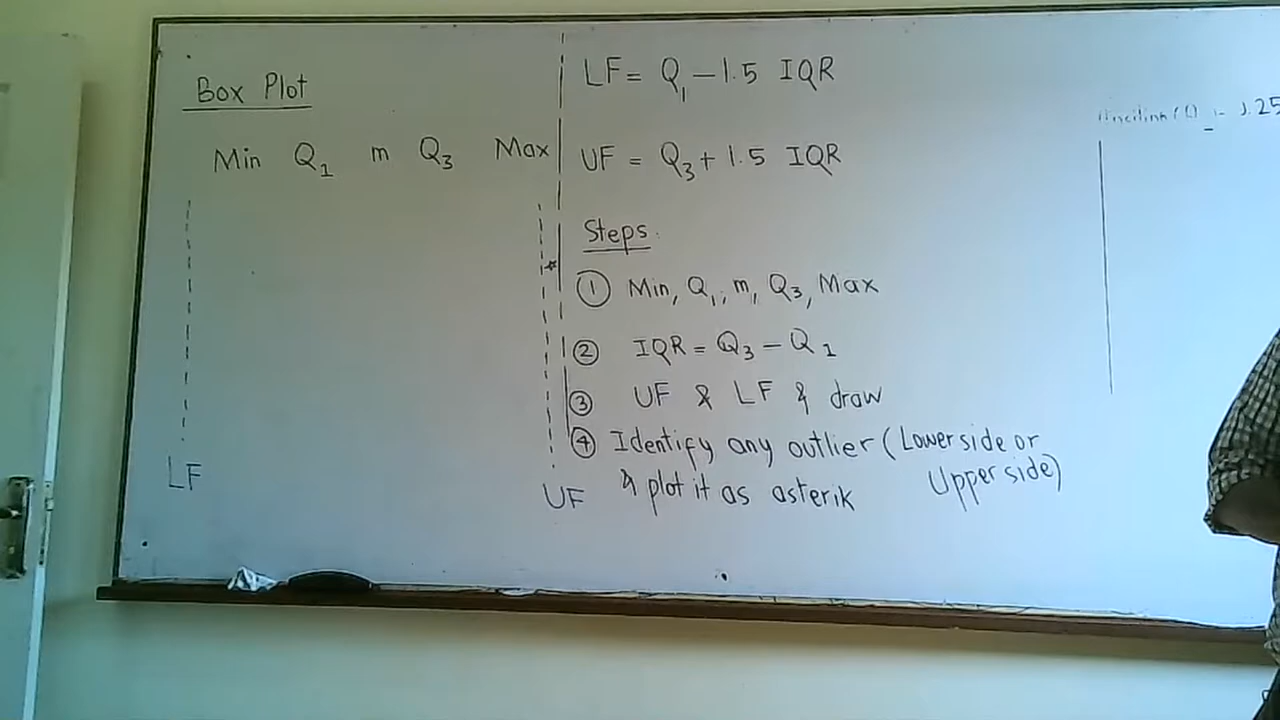 Box Plot
Min Q1 m Q3 Max
LF
UF
LF = Q1 - 1.5 IQR
UF = Q3 + 1.5 IQR
Steps
① Min, Q1, m, Q3, Max
② IQR = Q3 - Q1
③ UF & LF & draw
④ Identify any outlier (Lower side or
Upper side)
& plot it as asterik